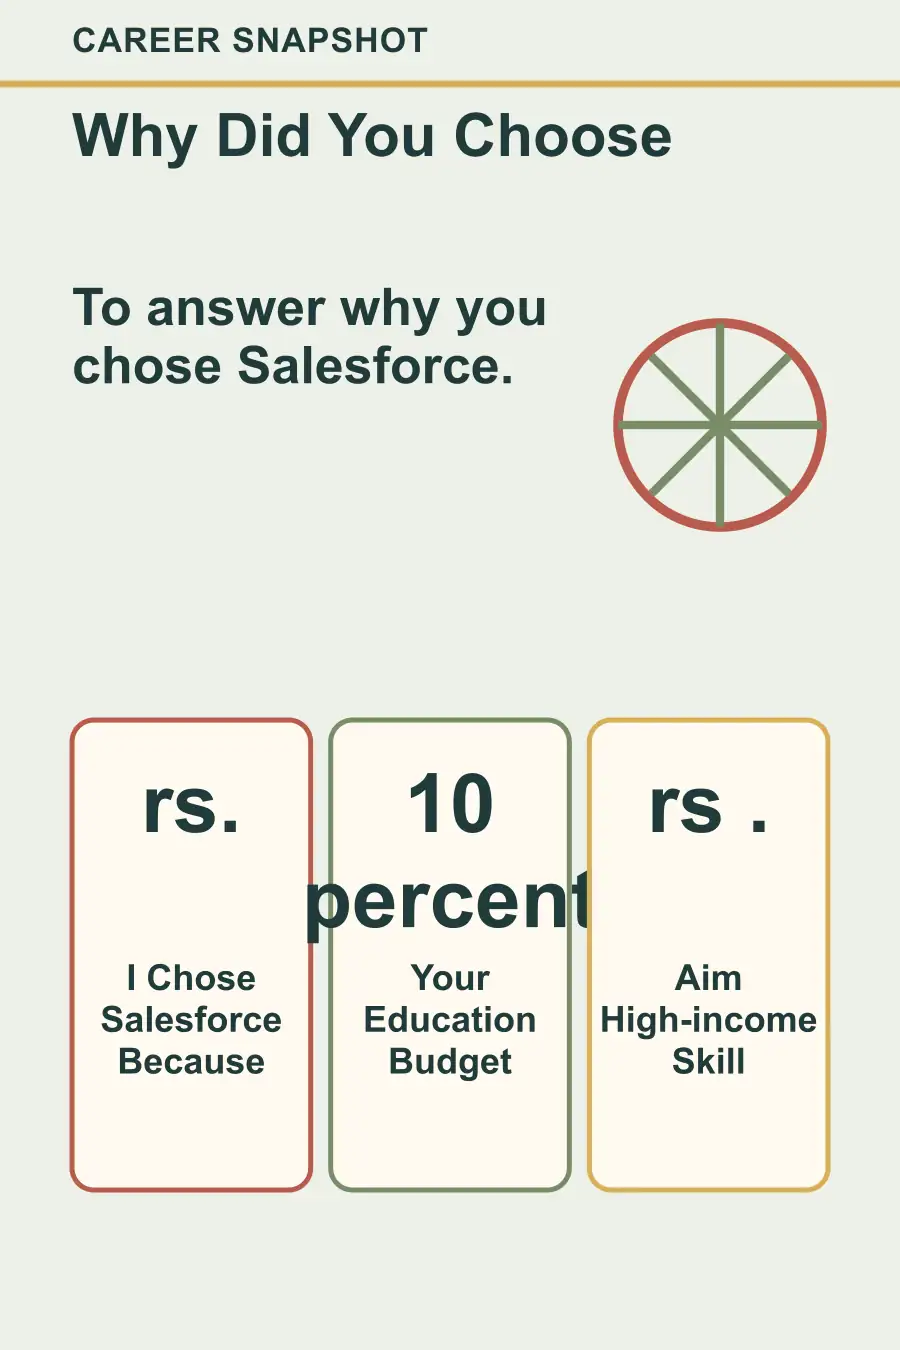 CAREER SNAPSHOT
Why Did You Choose
To answer why you
chose Salesforce.
rs.
I Chose
Salesforce
Because
10
percent
Your
Education
Budget
rs .
Aim
High-income
Skill